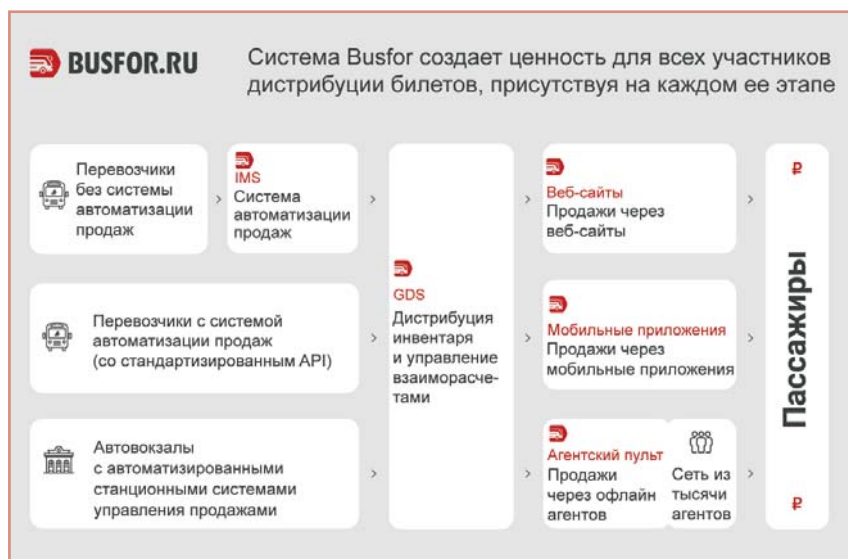 BUSFOR.RU
Система Busfor создает ценность для всех участников
дистрибуции билетов, присутствуя на каждом ее этапе
Перевозчики
без системы
автоматизации
продаж
IMS
Система
автоматизации
продаж
Перевозчики с системой
автоматизации продаж
(со стандартизированным API)
Автовокзалы
с автоматизированными
станционными системами
управления продажами
GDS
Дистрибуция
инвентаря
и управление
взаиморасче-
тами
Веб-сайты
Продажи через
веб-сайты
Мобильные приложения
Продажи через
мобильные приложения
Агентский пульт
Продажи
через офлайн
агентов
Сеть из
тысячи
агентов
₽
Пассажиры
₽